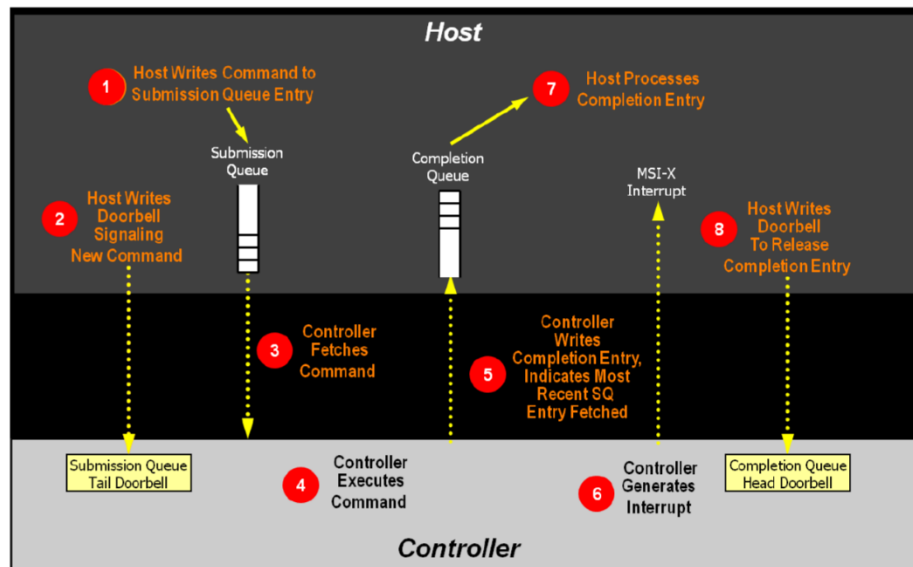 Host
1
Host Writes Command to
Submission Queue Entry
7
Host Processes
Completion Entry
Submission
Queue
Completion
Queue
MSI-X
Interrupt
2
Host Writes
Doorbell
Signaling
New Command
8
Host Writes
Doorbell
To Release
Completion Entry
3
Controller
Fetches
Command
5
Controller
Writes
Completion Entry,
Indicates Most
Recent SQ
Entry Fetched
Submission Queue
Tail Doorbell
4
Controller
Executes
Command
6
Controller
Generates
Interrupt
Completion Queue
Head Doorbell
Controller